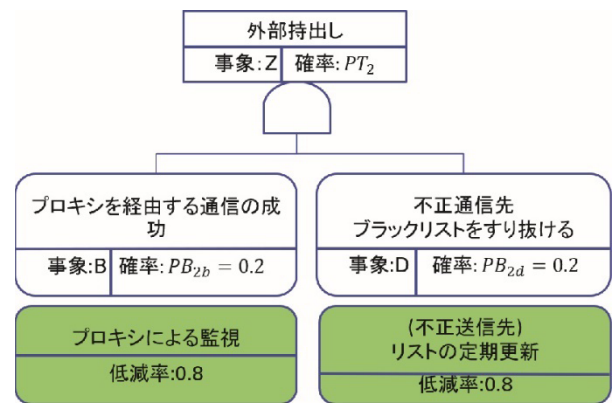 外部持出し
事象:Z 確率:PT₂
プロキシを経由する通信の成
功
事象:B 確率:PB₂b = 0.2
不正通信先
ブラックリストをすり抜ける
事象:D 確率:PB₂d = 0.2
プロキシによる監視
低減率:0.8
(不正送信先)
リストの定期更新
低減率:0.8